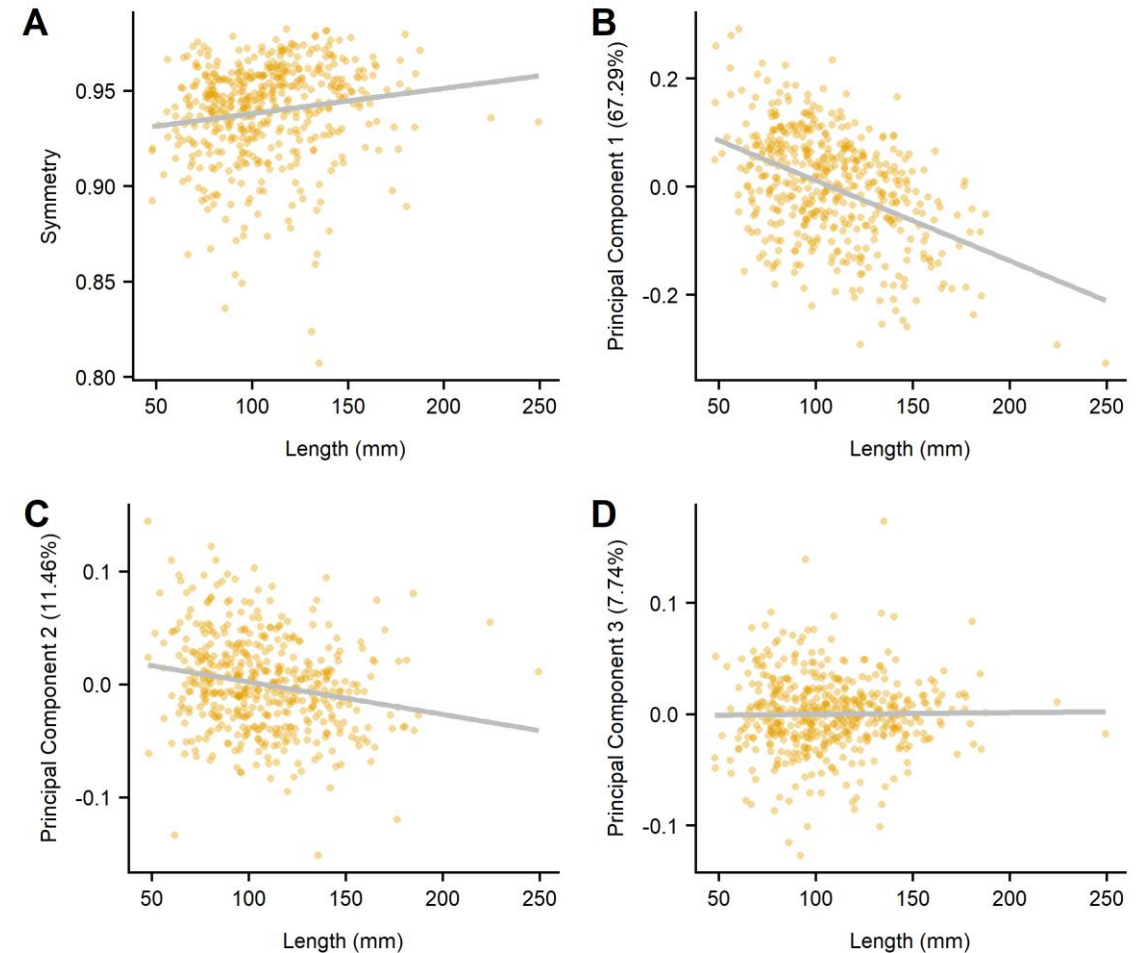 A
Symmetry
0.95
0.90
0.85
0.80
50 100 150 200 250
Length (mm)
B
Principal Component 1 (67.29%)
0.2
0.0
-0.2
50 100 150 200 250
Length (mm)
C
Principal Component 2 (11.46%)
0.1
0.0
-0.1
50 100 150 200 250
Length (mm)
D
Principal Component 3 (7.74%)
0.1
0.0
-0.1
50 100 150 200 250
Length (mm)